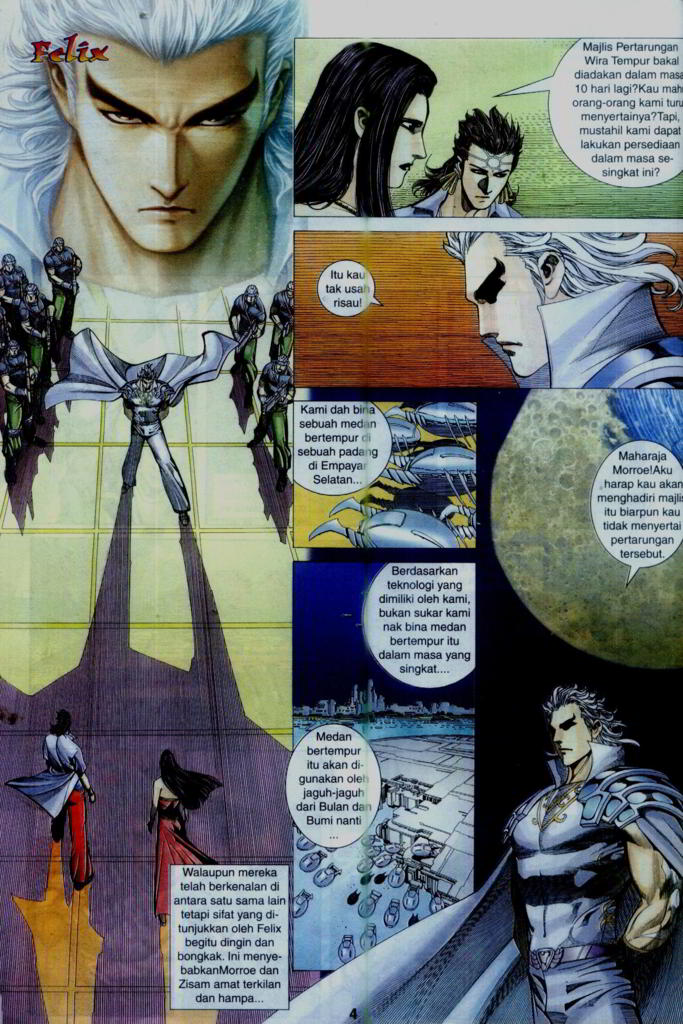 Felix
Majlis Pertarungan
Wira Tempur bakal
diadakan dalam masa
10 hari lagi?Kau mahu
orang-orang kami turut
menyertainya?Tapi,
mustahil kami dapat
lakukan persediaan
dalam masa se-
singkat ini?
Itu kau
tak usah
risau!
Kami dah bina
sebuah medan
bertempur di
sebuah padang
di Empayar
Selatan...
Maharaja
Morroe!Aku
harap kau akan
menghadiri majlis
itu biarpun kau
tidak menyertai
pertarungan
tersebut.
Berdasarkan
teknologi yang
dimiliki oleh kami,
bukan sukar kami
nak bina medan
bertempur itu
dalam masa yang
singkat....
Medan
bertempur
itu akan di-
gunakan oleh
jaguh-jaguh
dari Bulan dan
Bumi nanti
...
Walaupun mereka
telah berkenalan di
antara satu sama lain
tetapi sifat yang di-
tunjukkan oleh Felix
begitu dingin dan
bongkak. Ini menye-
babkanMorroe dan
Zisam amat terkilan
dan hampa...
4